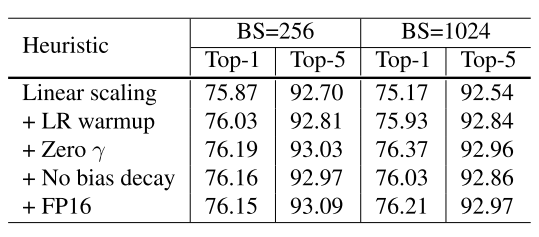 Heuristic BS=256 BS=1024
Top-1 Top-5 Top-1 Top-5
Linear scaling 75.87 92.70 75.17 92.54
+ LR warmup 76.03 92.81 75.93 92.84
+ Zero γ 76.19 93.03 76.37 92.96
+ No bias decay 76.16 92.97 76.03 92.86
+ FP16 76.15 93.09 76.21 92.97